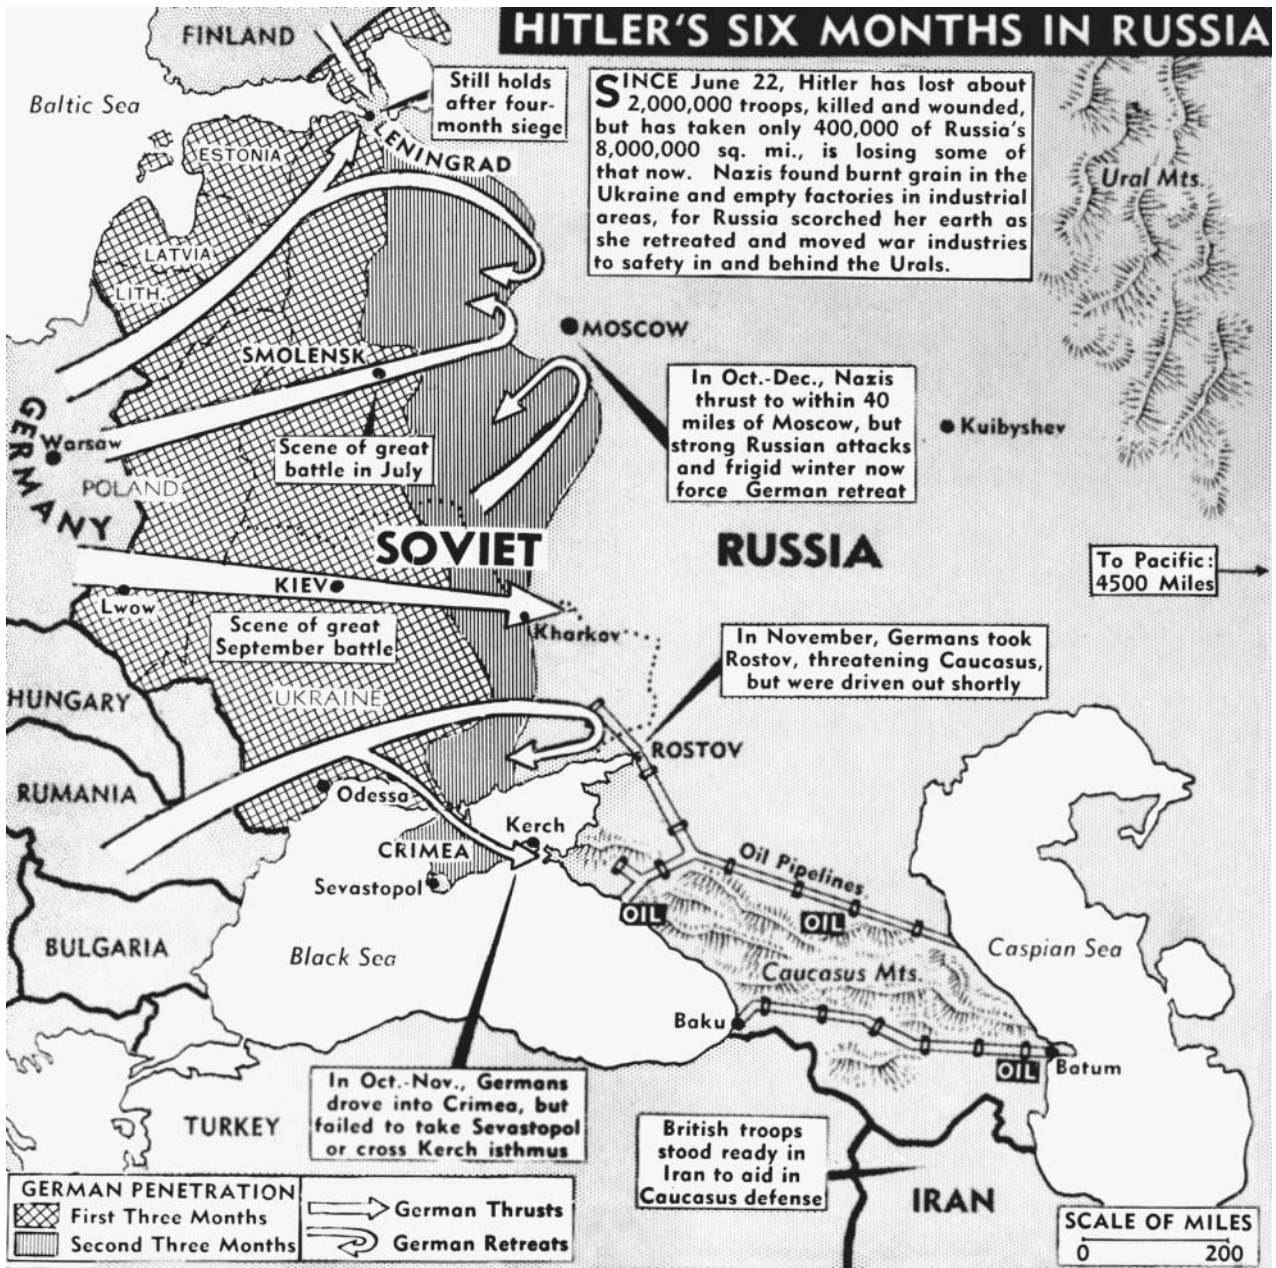 HITLER'S SIX MONTHS IN RUSSIA
FINLAND
Baltic Sea
Still holds
after four-
month siege
SINCE June 22, Hitler has lost about
2,000,000 troops, killed and wounded,
but has taken only 400,000 of Russia's
8,000,000 sq. mi., is losing some of
that now. Nazis found burnt grain in the
Ukraine and empty factories in industrial
areas, for Russia scorched her earth as
she retreated and moved war industries
to safety in and behind the Urals.
Ural Mts.
LENINGRAD
ESTONIA
LATVIA
LITH.
MOSCOW
SMOLENSK
In Oct.-Dec., Nazis
thrust to within 40
miles of Moscow, but
strong Russian attacks
and frigid winter now
force German retreat
Kuibyshev
GERMANY
Warsaw
POLAND
Scene of great
battle in July
SOVIET RUSSIA
To Pacific:
4500 Miles
Lwow
KIEV
Kharkov
Scene of great
September battle
In November, Germans took
Rostov, threatening Caucasus,
but were driven out shortly
HUNGARY
UKRAINE
ROSTOV
RUMANIA
Odessa
Kerch
CRIMEA
Sevastopol
Oil Pipelines
OIL
OIL
BULGARIA
Black Sea
Caucasus Mts.
Caspian Sea
Baku
OIL
Batum
TURKEY
In Oct.-Nov., Germans
drove into Crimea, but
failed to take Sevastopol
or cross Kerch isthmus
British troops
stood ready in
Iran to aid in
Caucasus defense
IRAN
GERMAN PENETRATION
First Three Months
Second Three Months
German Thrusts
German Retreats
SCALE OF MILES
0 200